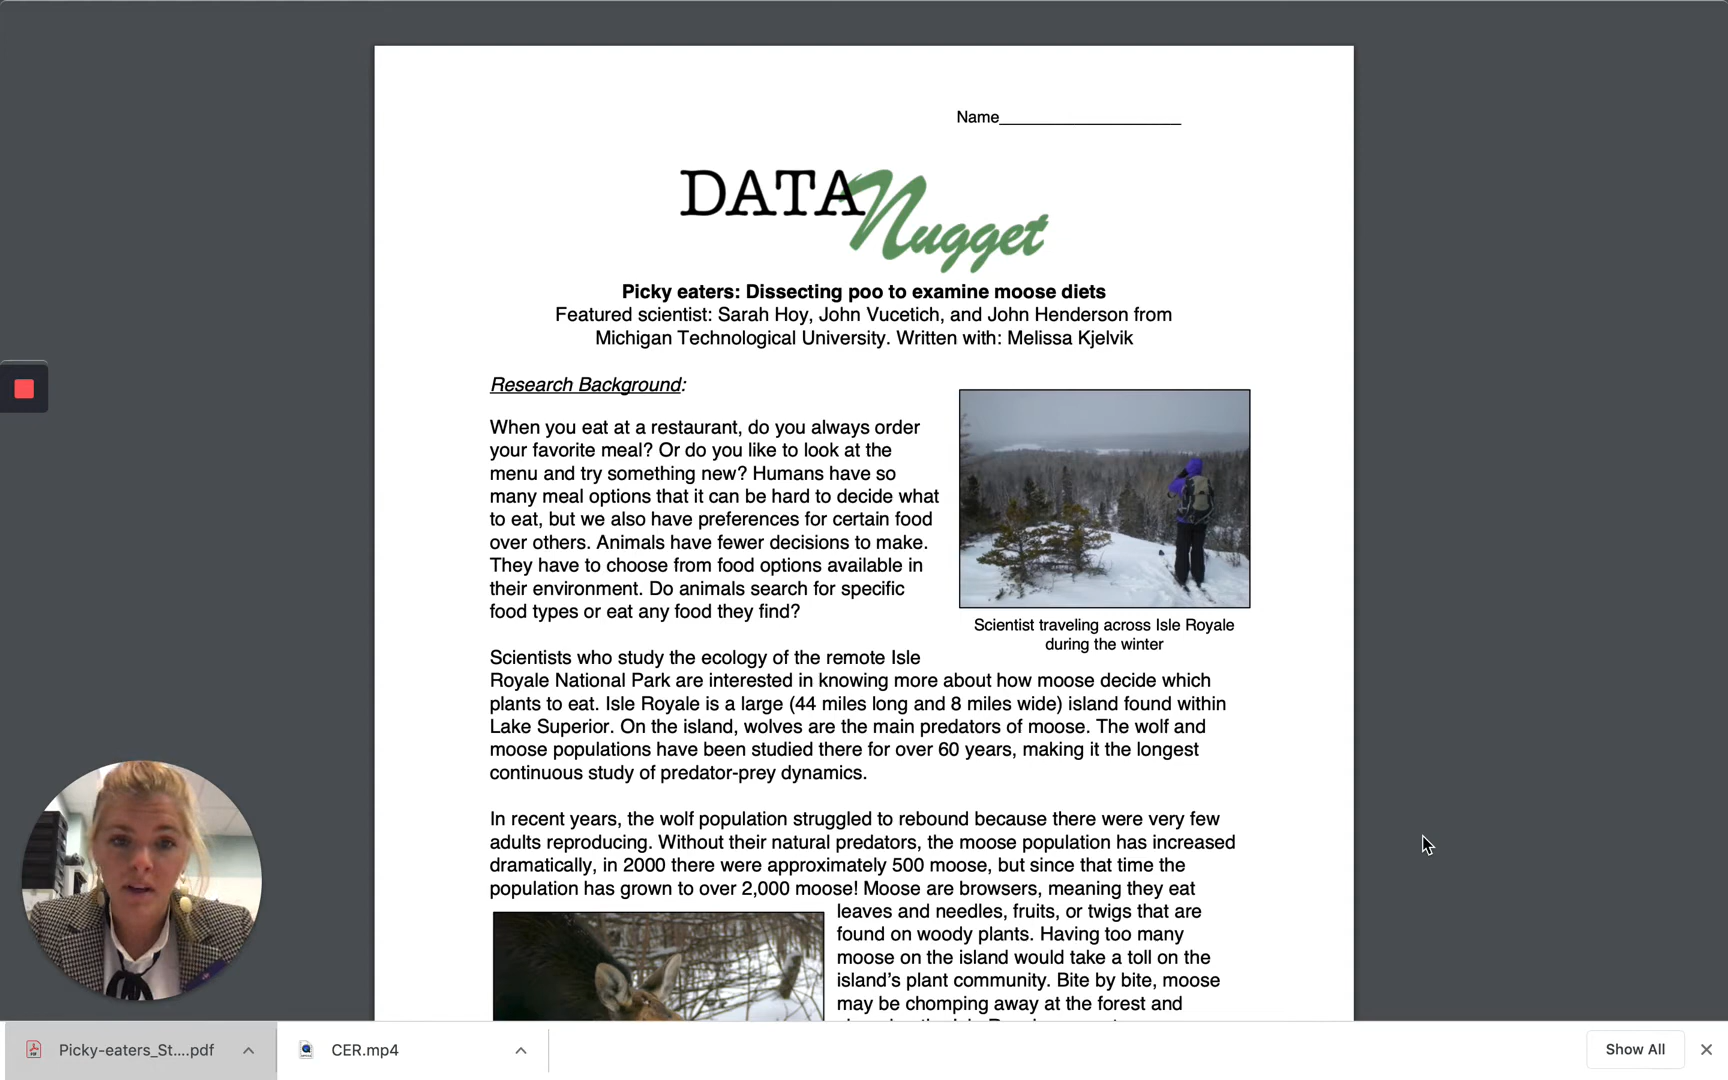 Name____________________
DATA Nugget
Picky eaters: Dissecting poo to examine moose diets
Featured scientist: Sarah Hoy, John Vucetich, and John Henderson from
Michigan Technological University. Written with: Melissa Kjelvik
Research Background:
When you eat at a restaurant, do you always order
your favorite meal? Or do you like to look at the
menu and try something new? Humans have so
many meal options that it can be hard to decide what
to eat, but we also have preferences for certain food
over others. Animals have fewer decisions to make.
They have to choose from food options available in
their environment. Do animals search for specific
food types or eat any food they find?
Scientist traveling across Isle Royale
during the winter
Scientists who study the ecology of the remote Isle
Royale National Park are interested in knowing more about how moose decide which
plants to eat. Isle Royale is a large (44 miles long and 8 miles wide) island found within
Lake Superior. On the island, wolves are the main predators of moose. The wolf and
moose populations have been studied there for over 60 years, making it the longest
continuous study of predator-prey dynamics.
In recent years, the wolf population struggled to rebound because there were very few
adults reproducing. Without their natural predators, the moose population has increased
dramatically, in 2000 there were approximately 500 moose, but since that time the
population has grown to over 2,000 moose! Moose are browsers, meaning they eat
leaves and needles, fruits, or twigs that are
found on woody plants. Having too many
moose on the island would take a toll on the
island's plant community. Bite by bite, moose
may be chomping away at the forest and
Picky-eaters_St....pdf
CER.mp4
Show All